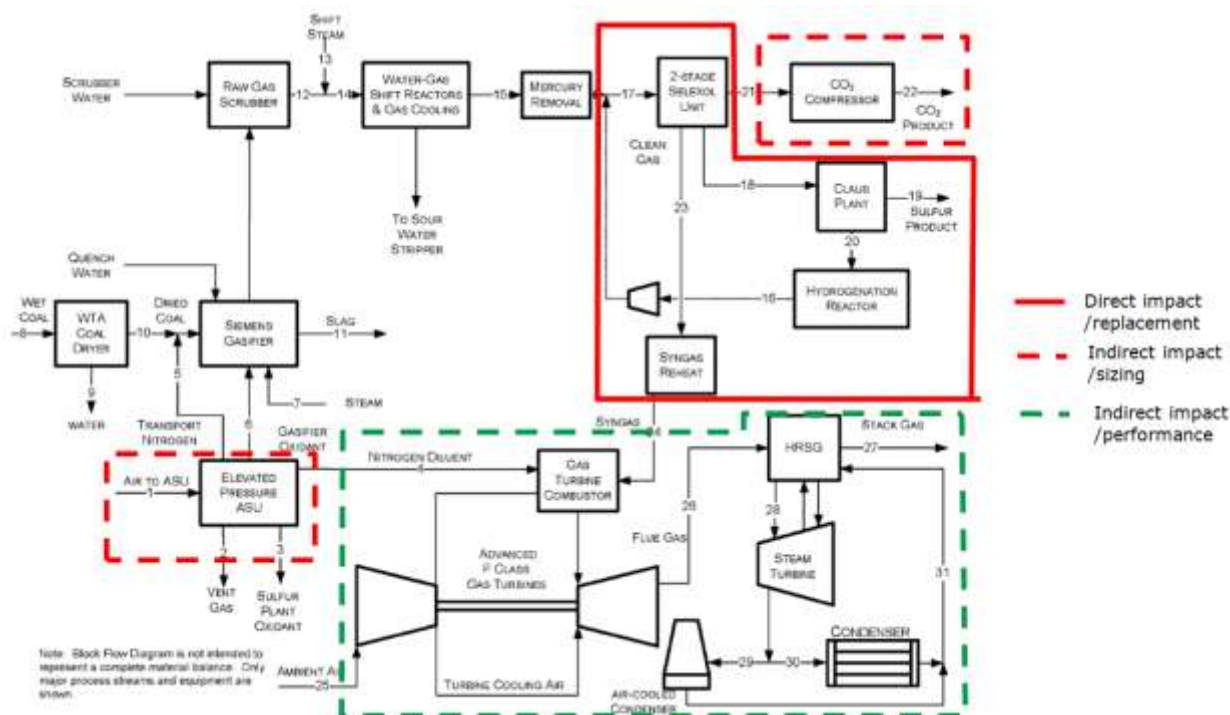 SHIFT
STEAM
13
SCRUBBER
WATER
RAW GAS
SCRUBBER
12
14
WATER-GAS
SHIFT REACTORS
& GAS COOLING
15
MERCURY
REMOVAL
17
2-STAGE
SELEXOL
UNIT
21
CO2
COMPRESSOR
22
CO2
PRODUCT
CLEAN
GAS
18
CLAUS
PLANT
19
SULFUR
PRODUCT
TO SOUR
WATER
STRIPPER
23
20
QUENCH
WATER
16
HYDROGENATION
REACTOR
WET
COAL
8
WTA
COAL
DRYER
10
DRIED
COAL
SIEMENS
GASIFIER
SLAG
11
SYNGAS
REHEAT
Direct impact
/replacement
Indirect impact
/sizing
Indirect impact
/performance
9
WATER
5
6
7
STEAM
TRANSPORT
NITROGEN
GASIFIER
OXIDANT
SYNGAS
24
AIR TO ASU
1
ELEVATED
PRESSURE
ASU
NITROGEN DILUENT
4
GAS
TURBINE
COMBUSTOR
HRSG
STACK GAS
27
26
28
FLUE GAS
2
3
VENT
GAS
SULFUR
PLANT
OXIDANT
ADVANCED
F CLASS
GAS TURBINES
STEAM
TURBINE
31
CONDENSER
29
30
Note: Block Flow Diagram is not intended to
represent a complete material balance. Only
major process streams and equipment are
shown.
AMBIENT AI
25
TURBINE COOLING AIR
AIR-COOLED
CONDENSER